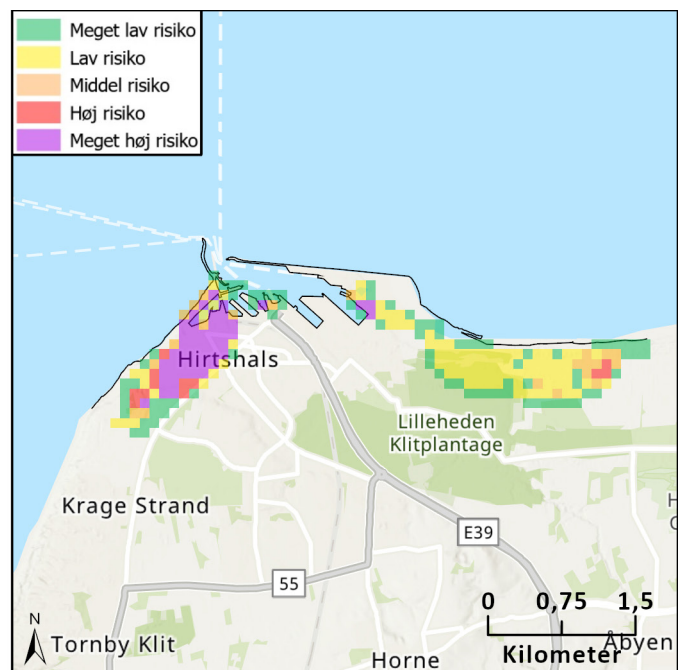 Meget lav risiko
Lav risiko
Middel risiko
Høj risiko
Meget høj risiko
Hirtshals
Lilleheden
Klitplantage
Krage Strand
E39
55
0 0,75 1,5
Kilometer
N
Tornby Klit
Horne
Åbyen
H